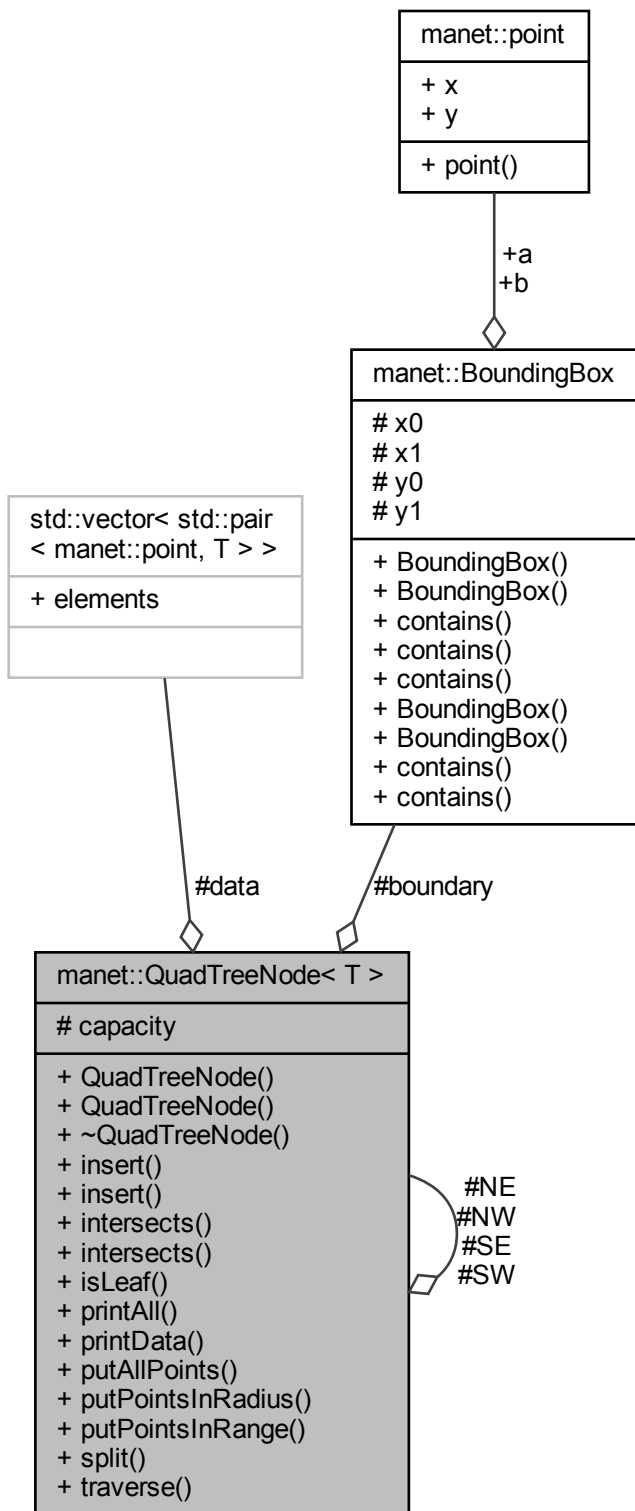 manet::point
+ x
+ y
+ point()
+a
+b
manet::BoundingBox
# x0
# x1
# y0
# y1
+ BoundingBox()
+ BoundingBox()
+ contains()
+ contains()
+ contains()
+ BoundingBox()
+ BoundingBox()
+ contains()
+ contains()
std::vector< std::pair
< manet::point, T > >
+ elements
#data
#boundary
manet::QuadTreeNode< T >
# capacity
+ QuadTreeNode()
+ QuadTreeNode()
+ ~QuadTreeNode()
+ insert()
+ insert()
+ intersects()
+ intersects()
+ isLeaf()
+ printAll()
+ printData()
+ putAllPoints()
+ putPointsInRadius()
+ putPointsInRange()
+ split()
+ traverse()
#NE
#NW
#SE
#SW